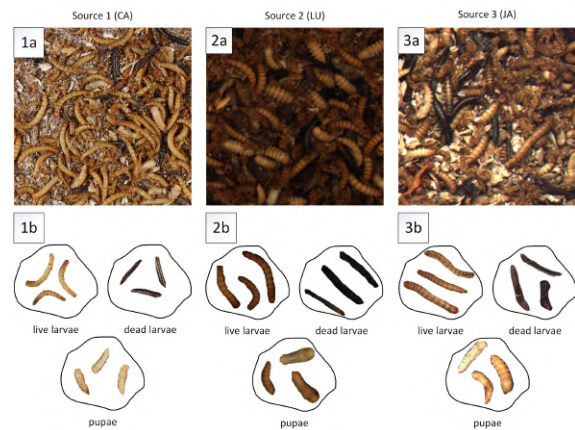 Source 1 (CA)
Source 2 (LU)
Source 3 (JA)
1a
2a
3a
1b
2b
3b
live larvae
dead larvae
live larvae
dead larvae
live larvae
dead larvae
pupae
pupae
pupae